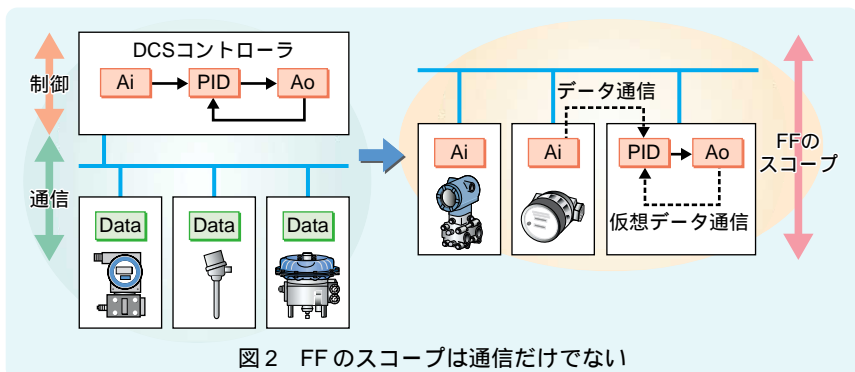 DCSコントローラ
制御
Ai
PID
Ao
通信
Data
Data
Data
データ通信
Ai
Ai
PID
Ao
仮想データ通信
FFの
スコープ
図2 FFのスコープは通信だけでない